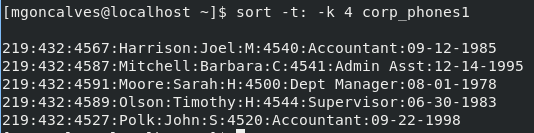 [mgoncalves@localhost ~]$ sort -t: -k 4 corp_phones1
219:432:4567:Harrison:Joel:M:4540:Accountant:09-12-1985
219:432:4587:Mitchell:Barbara:C:4541:Admin Asst:12-14-1995
219:432:4591:Moore:Sarah:H:4500:Dept Manager:08-01-1978
219:432:4589:Olson:Timothy:H:4544:Supervisor:06-30-1983
219:432:4527:Polk:John:S:4520:Accountant:09-22-1998